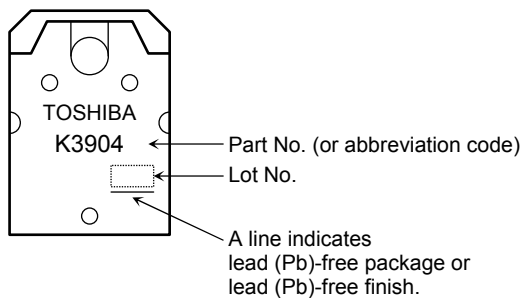 TOSHIBA
K3904
Part No. (or abbreviation code)
Lot No.
A line indicates
lead (Pb)-free package or
lead (Pb)-free finish.